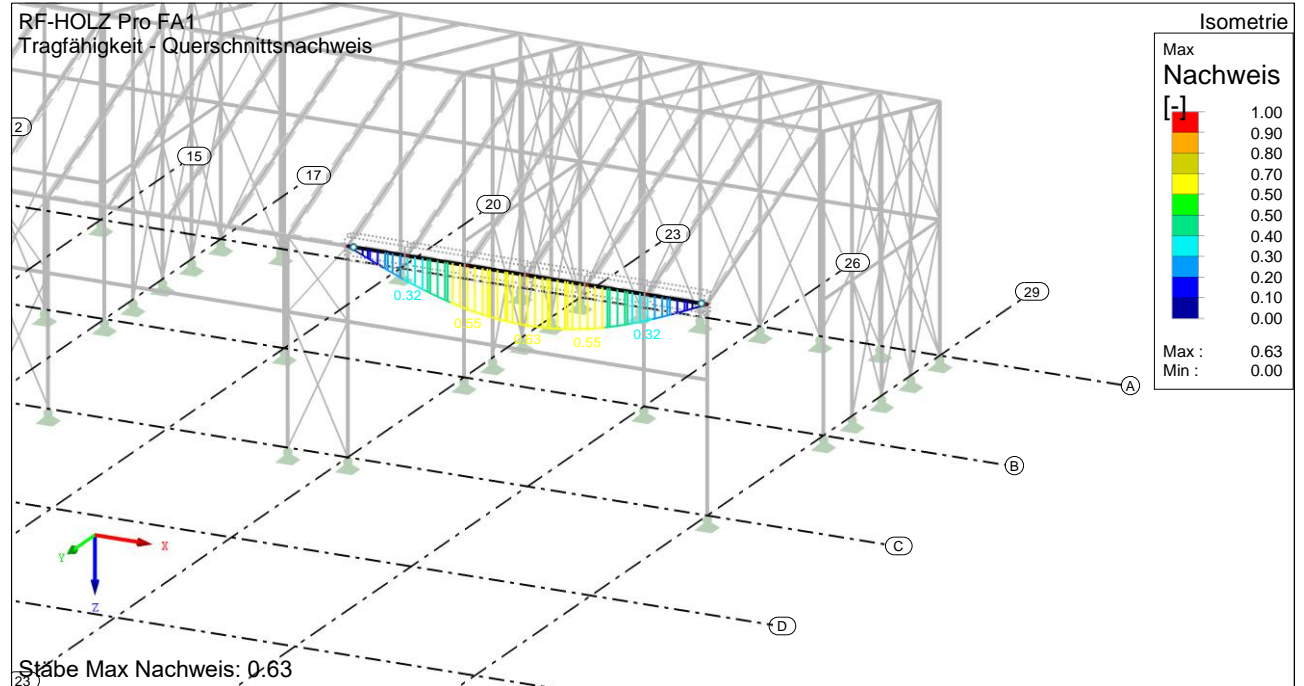 RF-HOLZ Pro FA1
Tragfähigkeit - Querschnittsnachweis
Isometrie
Max
Nachweis
[-]
1.00
0.90
0.80
0.70
0.50
0.50
0.40
0.30
0.20
0.10
0.00
Max : 0.63
Min : 0.00
2
15
17
20
23
26
29
0.32
0.55
0.63
0.55
0.32
A
B
C
D
X
Y
Z
23
Stäbe Max Nachweis: 0.63